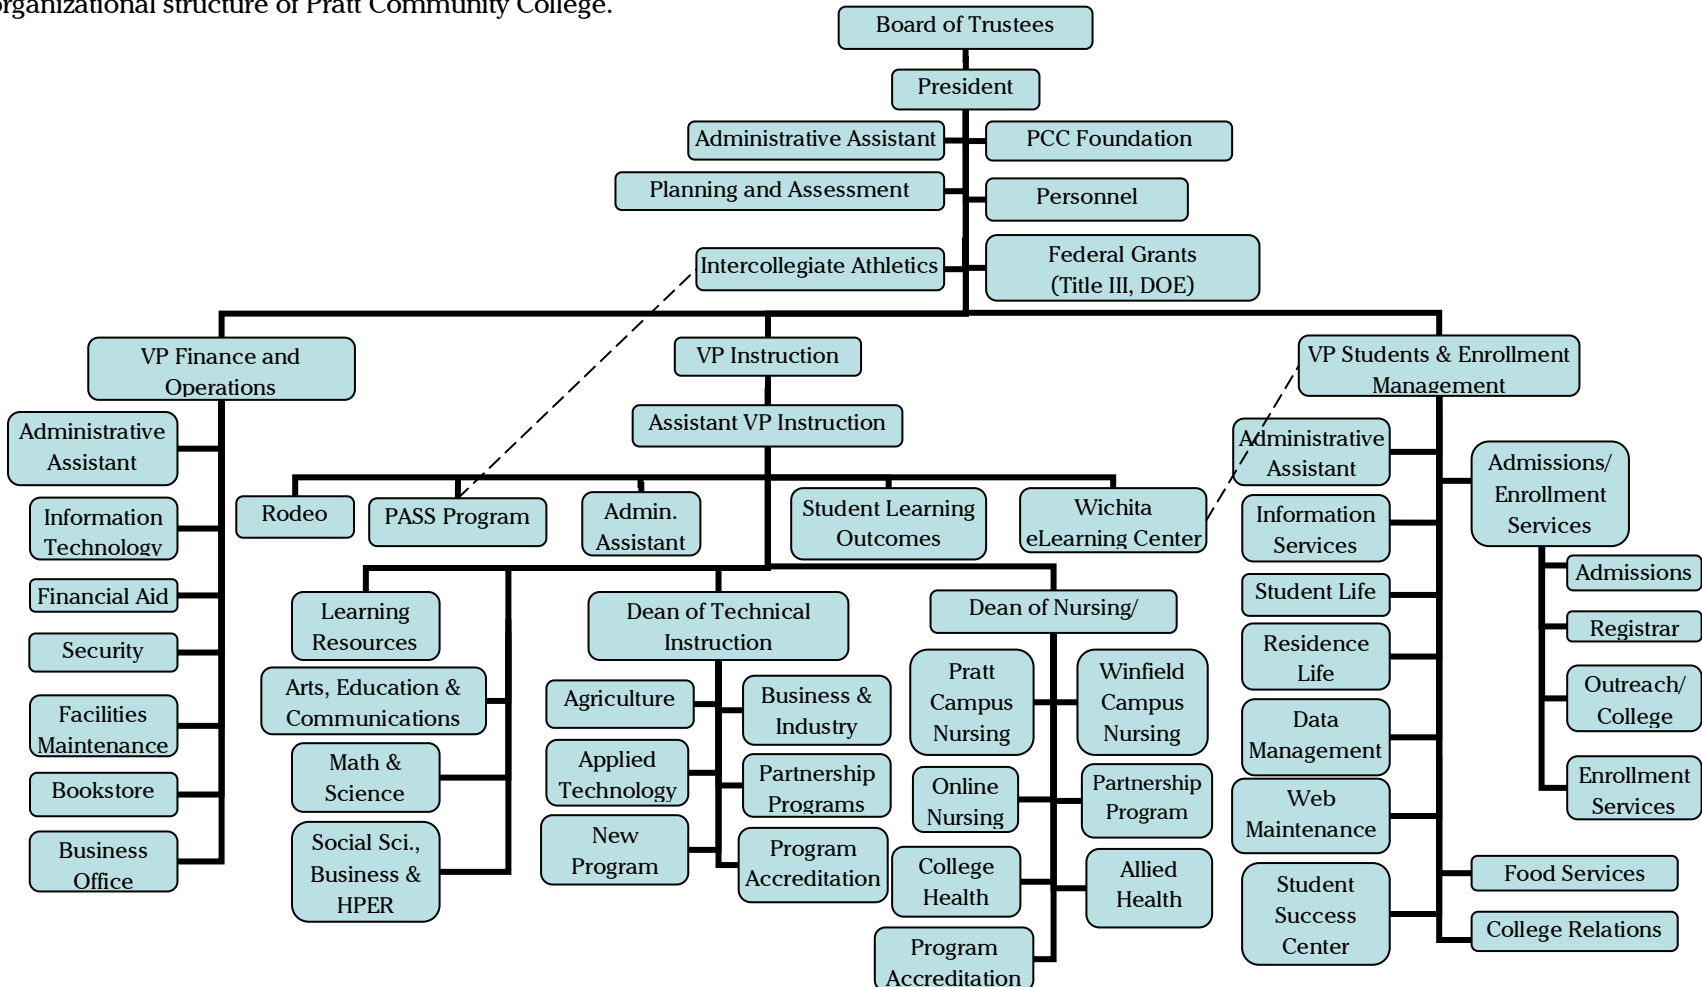 organizational structure of Pratt Community College.
Board of Trustees
President
Administrative Assistant
PCC Foundation
Planning and Assessment
Personnel
Intercollegiate Athletics
Federal Grants
(Title III, DOE)
VP Finance and
Operations
VP Instruction
VP Students & Enrollment
Management
Assistant VP Instruction
Administrative
Assistant
Information
Technology
Financial Aid
Security
Facilities
Maintenance
Bookstore
Business
Office
Rodeo
PASS Program
Admin.
Assistant
Student Learning
Outcomes
Wichita
eLearning Center
Learning
Resources
Arts, Education &
Communications
Math &
Science
Social Sci.,
Business &
HPER
Dean of Technical
Instruction
Agriculture
Business &
Industry
Applied
Technology
Partnership
Programs
New
Program
Program
Accreditation
Dean of Nursing/
Pratt
Campus
Nursing
Winfield
Campus
Nursing
Online
Nursing
Partnership
Program
College
Health
Allied
Health
Program
Accreditation
Administrative
Assistant
Information
Services
Student Life
Residence
Life
Data
Management
Web
Maintenance
Student
Success
Center
Admissions/
Enrollment
Services
Admissions
Registrar
Outreach/
College
Enrollment
Services
Food Services
College Relations